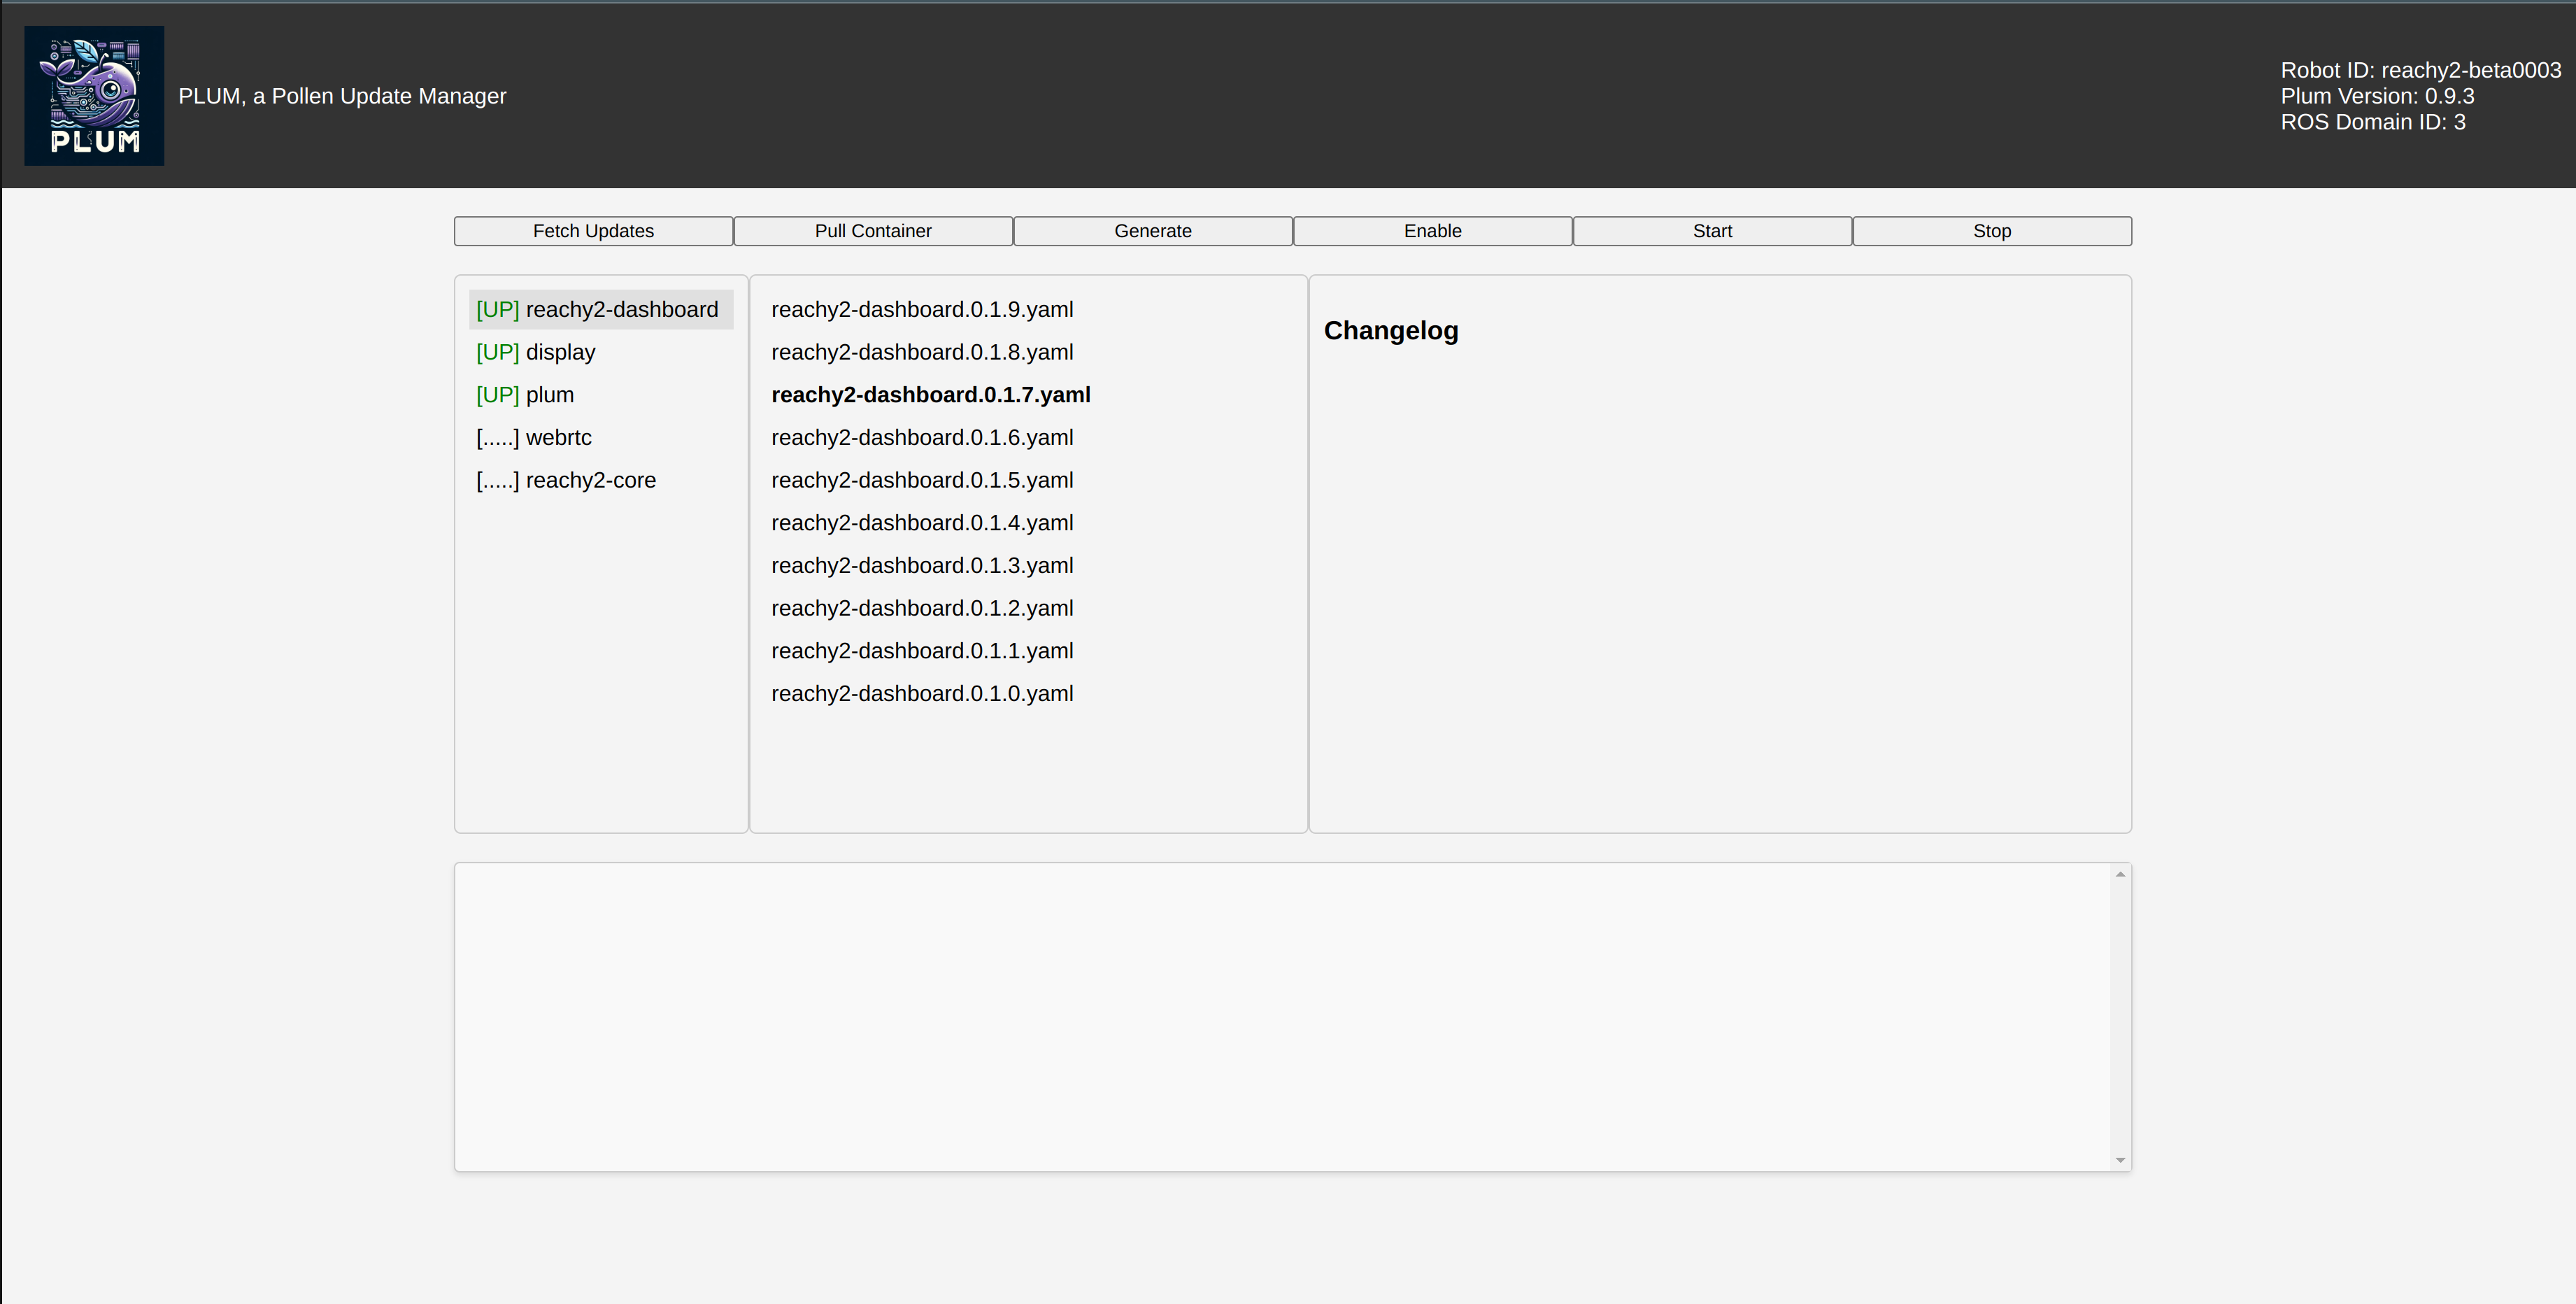 PLUM
PLUM, a Pollen Update Manager
Robot ID: reachy2-beta0003
Plum Version: 0.9.3
ROS Domain ID: 3
Fetch Updates
Pull Container
Generate
Enable
Start
Stop
[UP] reachy2-dashboard
[UP] display
[UP] plum
[.....] webrtc
[.....] reachy2-core
reachy2-dashboard.0.1.9.yaml
reachy2-dashboard.0.1.8.yaml
reachy2-dashboard.0.1.7.yaml
reachy2-dashboard.0.1.6.yaml
reachy2-dashboard.0.1.5.yaml
reachy2-dashboard.0.1.4.yaml
reachy2-dashboard.0.1.3.yaml
reachy2-dashboard.0.1.2.yaml
reachy2-dashboard.0.1.1.yaml
reachy2-dashboard.0.1.0.yaml
Changelog